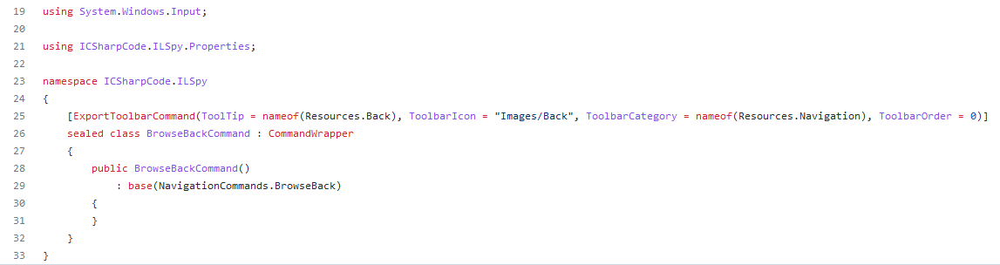 19 using System.Windows.Input;
20
21 using ICSharpCode.ILSpy.Properties;
22
23 namespace ICSharpCode.ILSpy
24 {
25     [ExportToolbarCommand(ToolTip = nameof(Resources.Back), ToolbarIcon = "Images/Back", ToolbarCategory = nameof(Resources.Navigation), ToolbarOrder = 0)]
26     sealed class BrowseBackCommand : CommandWrapper
27     {
28         public BrowseBackCommand()
29             : base(NavigationCommands.BrowseBack)
30         {
31         }
32     }
33 }